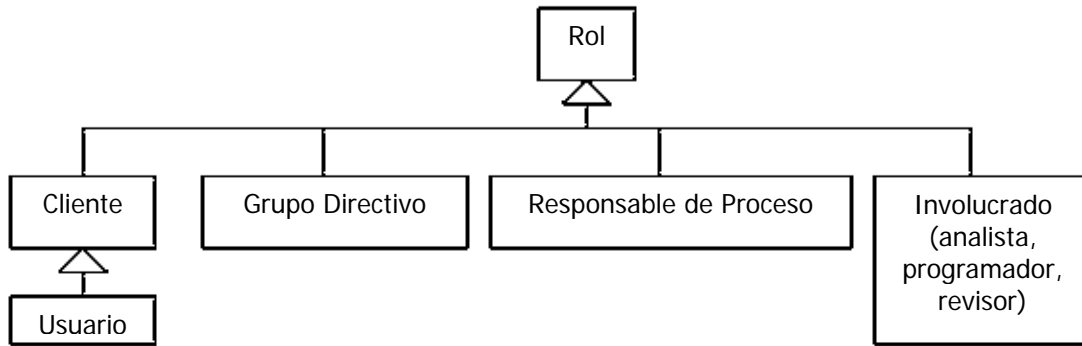 Rol
Cliente
Grupo Directivo
Responsable de Proceso
Involucrado
(analista,
programador,
revisor)
Usuario